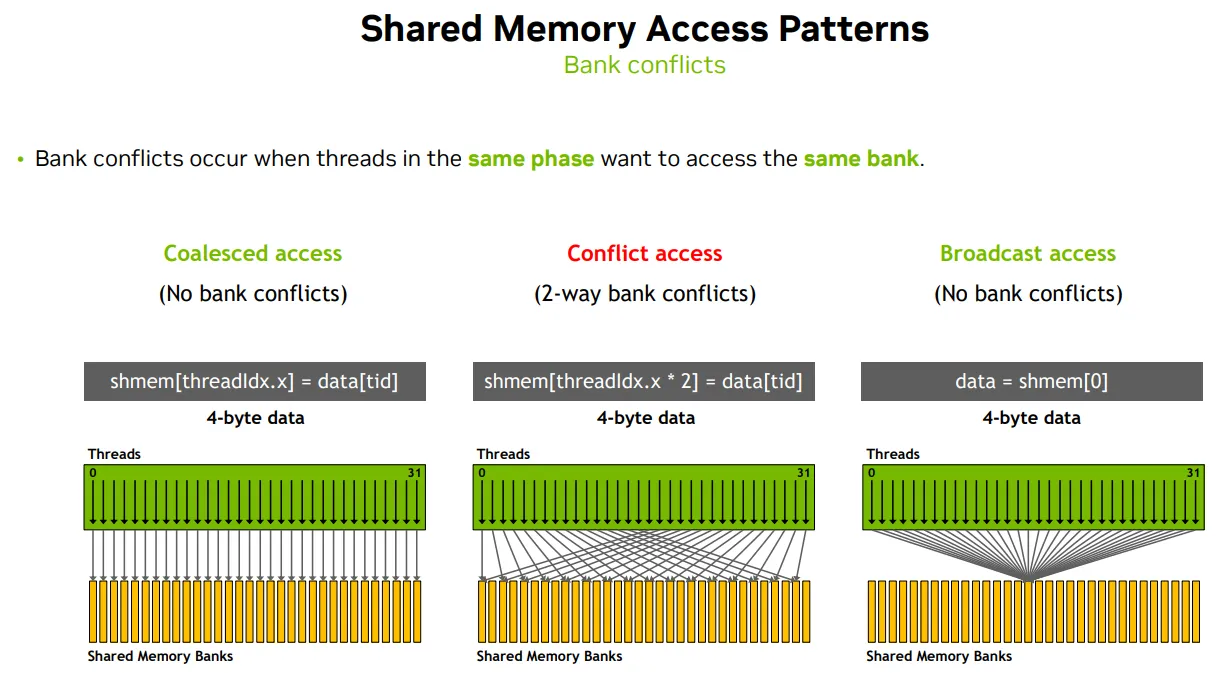 Shared Memory Access Patterns
Bank conflicts
• Bank conflicts occur when threads in the same phase want to access the same bank.
Coalesced access
(No bank conflicts)
shmem[threadIdx.x] = data[tid]
4-byte data
Threads
0 31
Shared Memory Banks
Conflict access
(2-way bank conflicts)
shmem[threadIdx.x * 2] = data[tid]
4-byte data
Threads
0 31
Shared Memory Banks
Broadcast access
(No bank conflicts)
data = shmem[0]
4-byte data
Threads
0 31
Shared Memory Banks